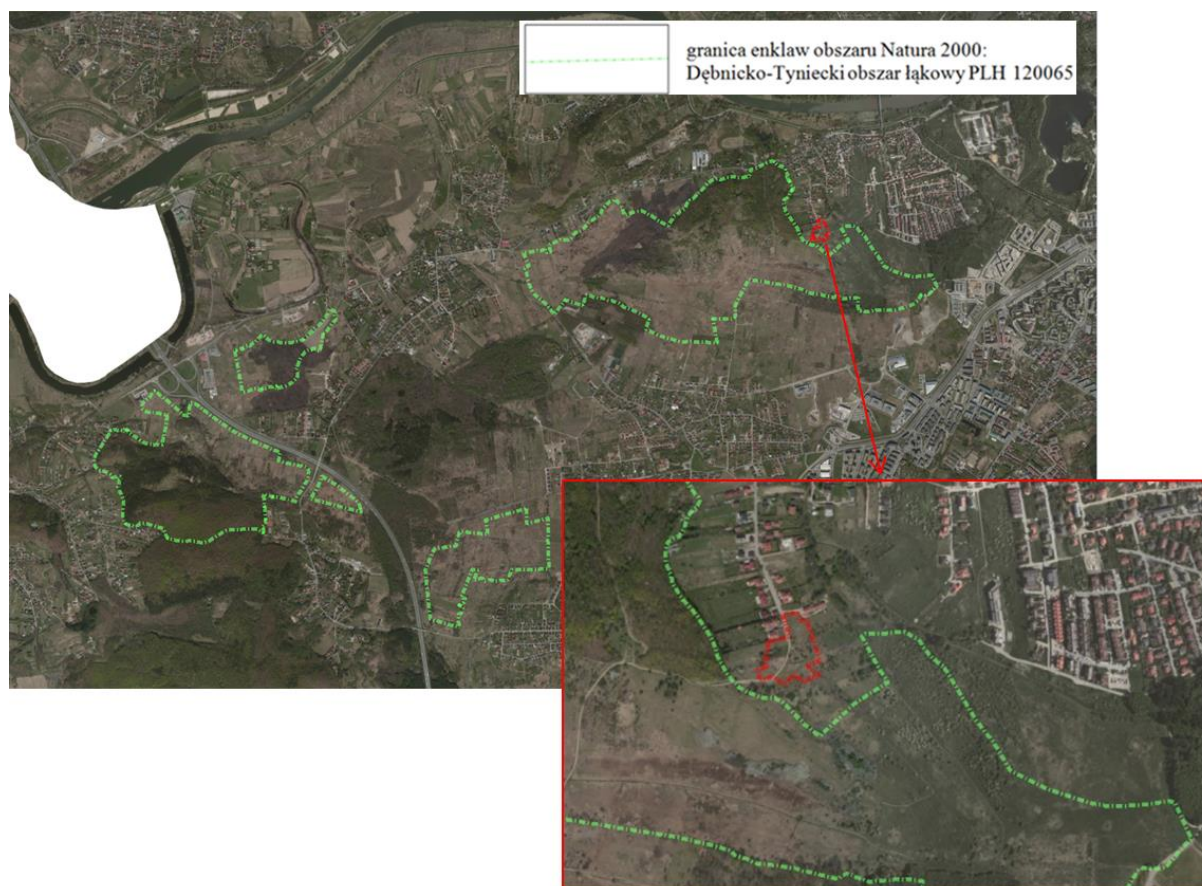 granica enklaw obszaru Natura 2000:
Dębnicko-Tyniecki obszar łąkowy PLH 120065